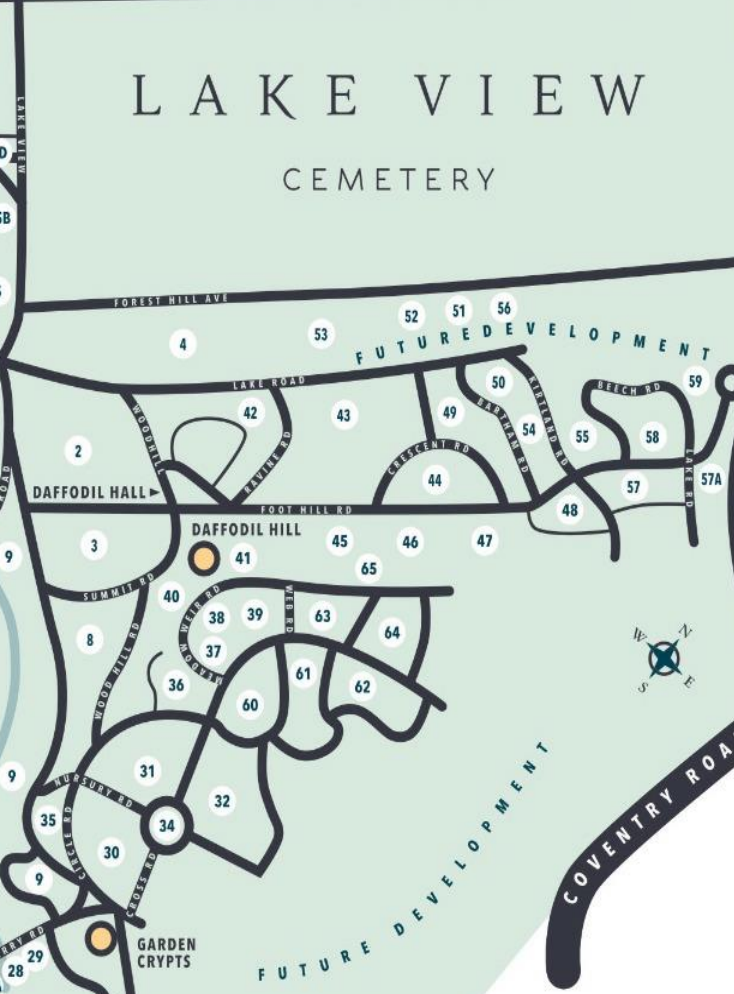 LAKE VIEW
CEMETERY
LAKE VIEW
D
5B
FOREST HILL AVE
4
53
52
51
56
FUTURE DEVELOPMENT
LAKE ROAD
59
2
WOODHILL
42
RAVINE RD
43
49
50
BARTHAM RD
54
KIRTLAND RD
55
BEECH RD
58
CRESCENT RD
44
ROAD
DAFFODIL HALL
57
57A
LAKE RD
FOOT HILL RD
48
DAFFODIL HILL
3
9
41
45
46
47
65
SUMMIT RD
40
MEADOW WEIR RD
38
39
WEB RD
63
64
8
WOOD HILL RD
37
36
61
62
60
W
N
S
E
9
NURSURY RD
31
32
35
CIRCLE RD
34
30
CROSS RD
9
COVENTRY ROA
FUTURE DEVELOPMENT
RRY RD
29
28
GARDEN
CRYPTS